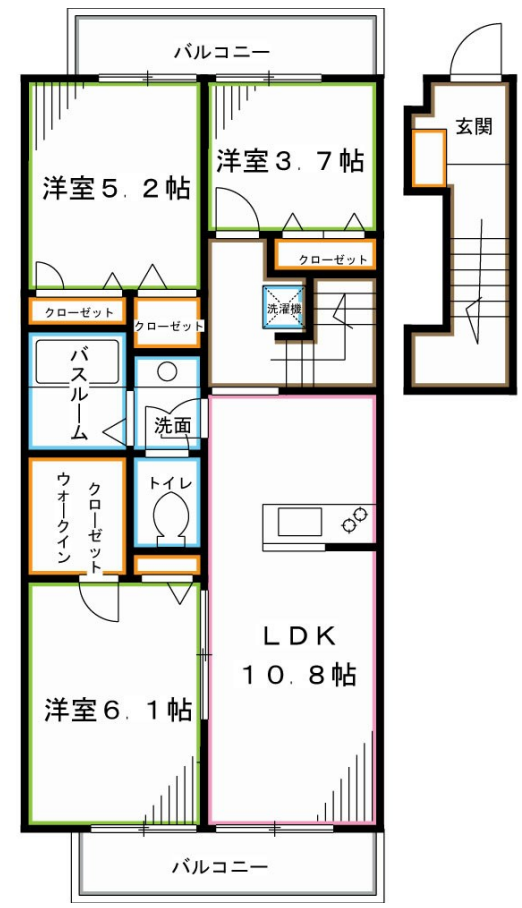 バルコニー
玄関
洋室5.2帖
洋室3.7帖
クローゼット
クローゼット
クローゼット
洗濯機
バスルーム
洗面
トイレ
ウォークイン
クローゼット
LDK
10.8帖
洋室6.1帖
バルコニー